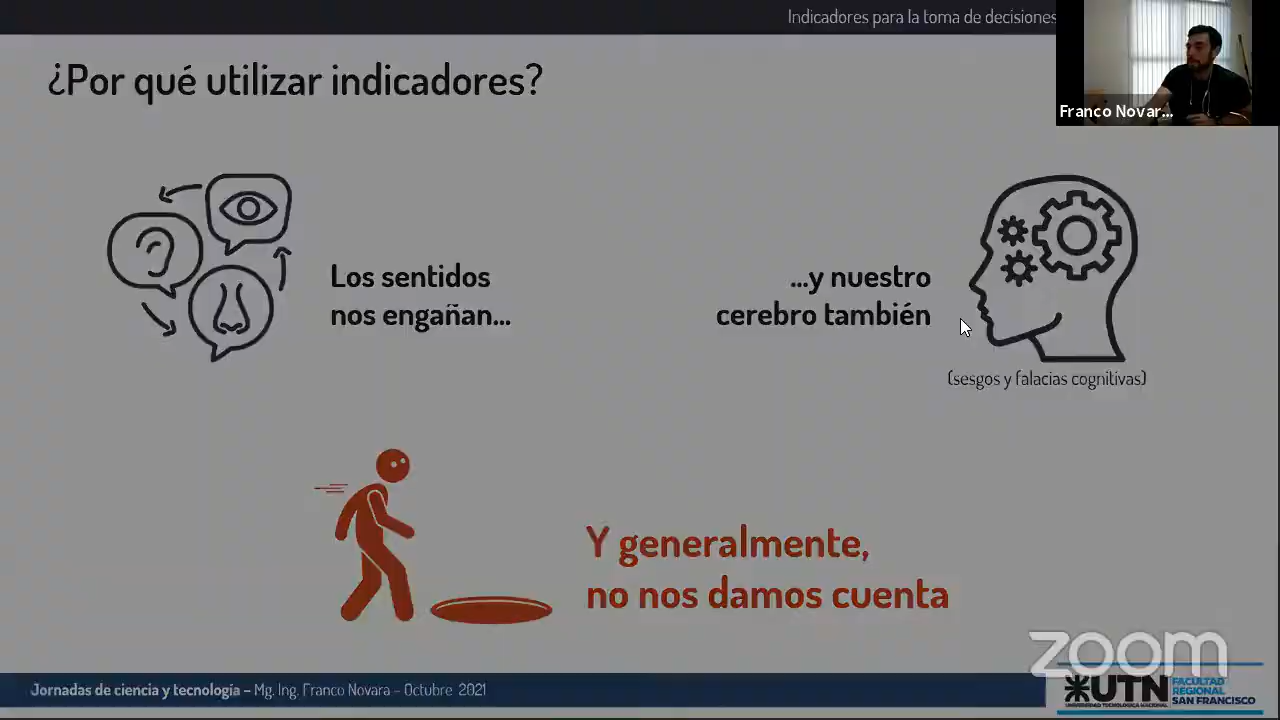 Indicadores para la toma de decisiones
Franco Novar...
¿Por qué utilizar indicadores?
Los sentidos
nos engañan...
...y nuestro
cerebro también
(sesgos y falacias cognitivas)
Y generalmente,
no nos damos cuenta
zoom
Jornadas de ciencia y tecnología – Mg. Ing. Franco Novara – Octubre 2021
UTN
UNIVERSIDAD TECNOLÓGICA NACIONAL
FACULTAD
REGIONAL
SAN FRANCISCO